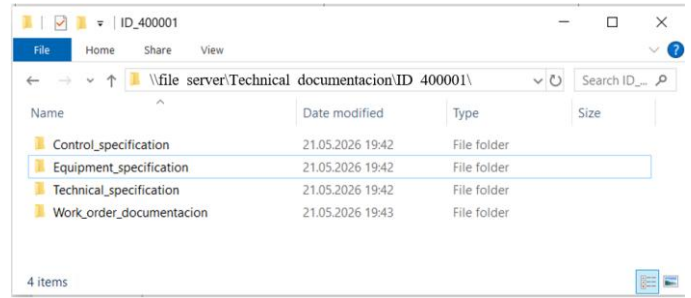 ID_400001
File Home Share View
\\file server\Technical documentacion\ID 400001\ Search ID_...
Name Date modified Type Size
Control_specification 21.05.2026 19:42 File folder
Equipment_specification 21.05.2026 19:42 File folder
Technical_specification 21.05.2026 19:42 File folder
Work_order_documentacion 21.05.2026 19:43 File folder
4 items